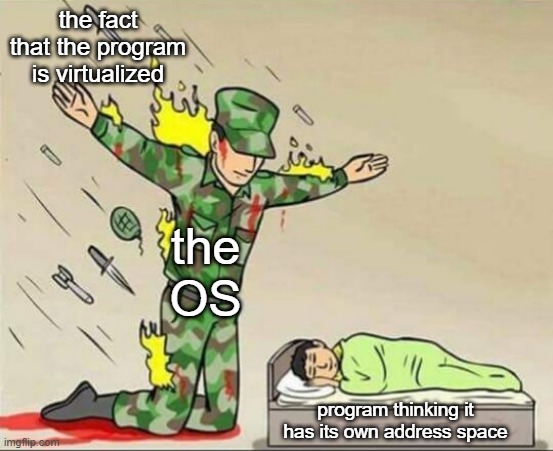 the fact
that the program
is virtualized
the
OS
program thinking it
has its own address space
imgflip.com